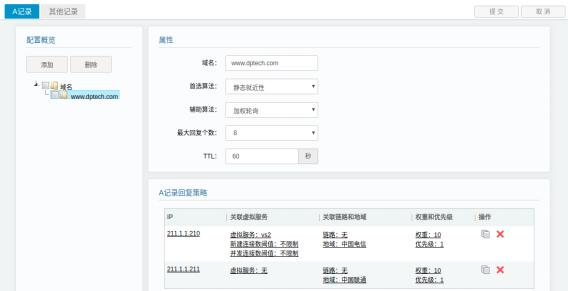 A记录 其他记录 提 交 取 消
配置概览
添加 删除
域名
www.dptech.com
属性
域名: www.dptech.com
首选算法: 静态就近性
辅助算法: 加权轮询
最大回复个数: 8
TTL: 60 秒
A记录回复策略
IP 关联虚拟服务 关联链路和地域 权重和优先级 操作
211.1.1.210 虚拟服务: vs2 链路: 无 权重: 10
新建连接数阈值: 不限制 地域: 中国电信 优先级: 1
并发连接数阈值: 不限制
211.1.1.211 虚拟服务: 无 链路: 无 权重: 10
地域: 中国联通 优先级: 1